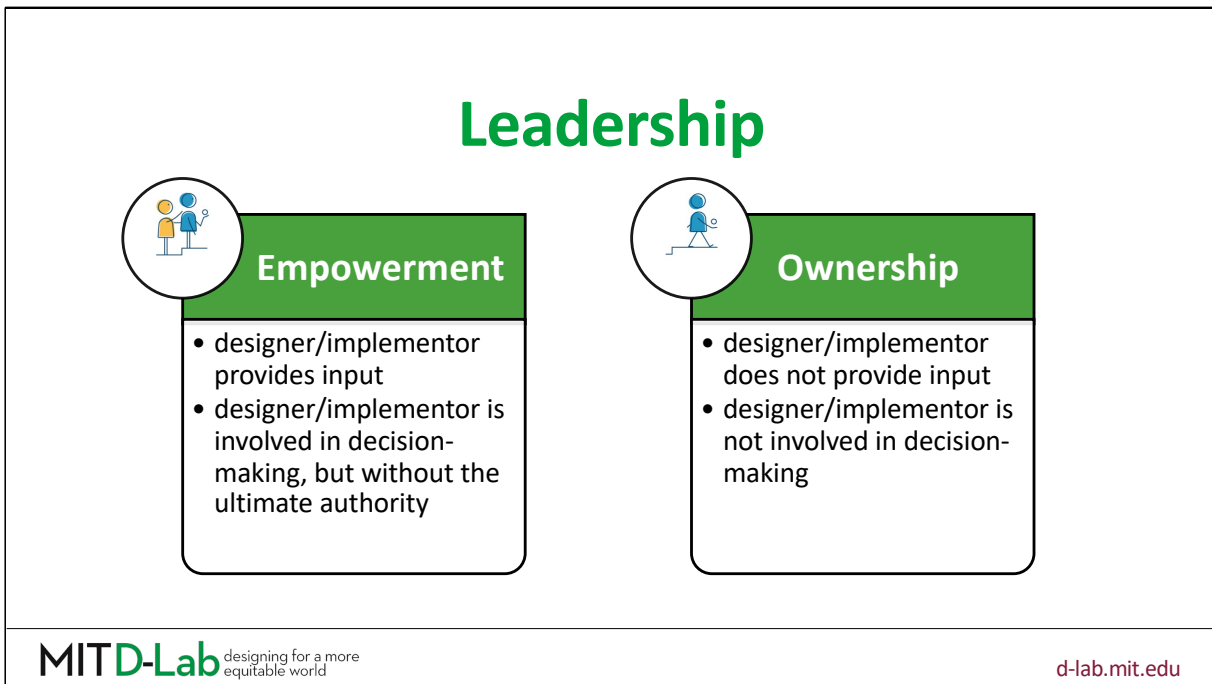 Leadership
Empowerment
• designer/implementor
provides input
• designer/implementor is
involved in decision-
making, but without the
ultimate authority
Ownership
• designer/implementor
does not provide input
• designer/implementor is
not involved in decision-
making
MIT D-Lab designing for a more
equitable world
d-lab.mit.edu